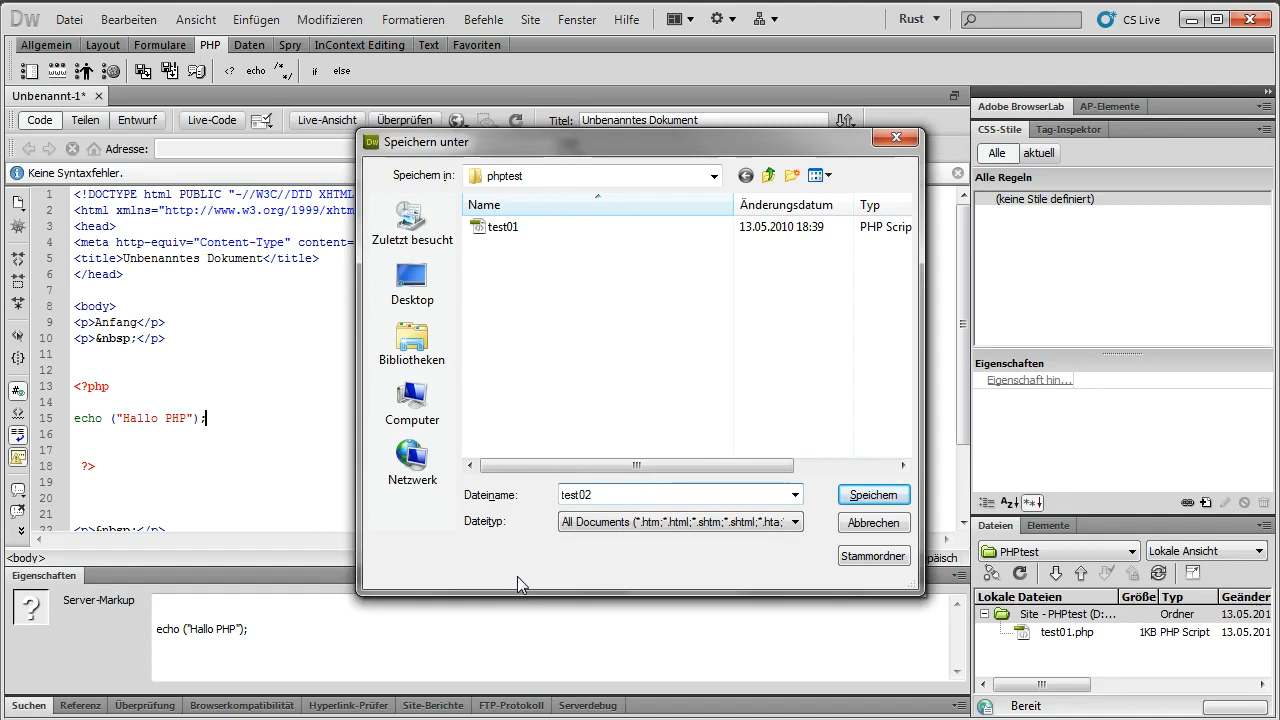 Dw Datei Bearbeiten Ansicht Einfügen Modifizieren Formatieren Befehle Site Fenster Hilfe Rust CS Live
Allgemein Layout Formulare PHP Daten Spry InContext Editing Text Favoriten
<? echo /* */ if else
Unbenannt-1*
Code Teilen Entwurf Live-Code Live-Ansicht Überprüfen Titel: Unbenanntes Dokument
Adresse:
Keine Syntaxfehler.
1 <!DOCTYPE html PUBLIC "-//W3C//DTD XHTML
2 <html xmlns="http://www.w3.org/1999/xhtm
3 <head>
4 <meta http-equiv="Content-Type" content=
5 <title>Unbenanntes Dokument</title>
6 </head>
7
8 <body>
9 <p>Anfang</p>
10 <p>&nbsp;</p>
11
12
13 <?php
14
15 echo ("Hallo PHP");
16
17
18 ?>
19
20
21
22 <p>&nbsp;</p>
<body>
päisch
Speichern unter
Speichern in: phptest
Name Änderungsdatum Typ
test01 13.05.2010 18:39 PHP Scrip
Zuletzt besucht
Desktop
Bibliotheken
Computer
Netzwerk
Dateiname: test02 Speichern
Dateityp: All Documents (*.htm;*.html;*.shtm;*.shtml;*.hta; Abbrechen
Stammordner
Eigenschaften
? Server-Markup
echo ("Hallo PHP");
Suchen Referenz Überprüfung Browserkompatibilität Hyperlink-Prüfer Site-Berichte FTP-Protokoll Serverdebug
Adobe BrowserLab AP-Elemente
CSS-Stile Tag-Inspektor
Alle aktuell
Alle Regeln
(keine Stile definiert)
Eigenschaften
Eigenschaft hin...
Dateien Elemente
PHPtest Lokale Ansicht
Lokale Dateien Größe Typ Geänder
Site - PHPtest (D:... Ordner 13.05.201
test01.php 1KB PHP Script 13.05.201
Bereit